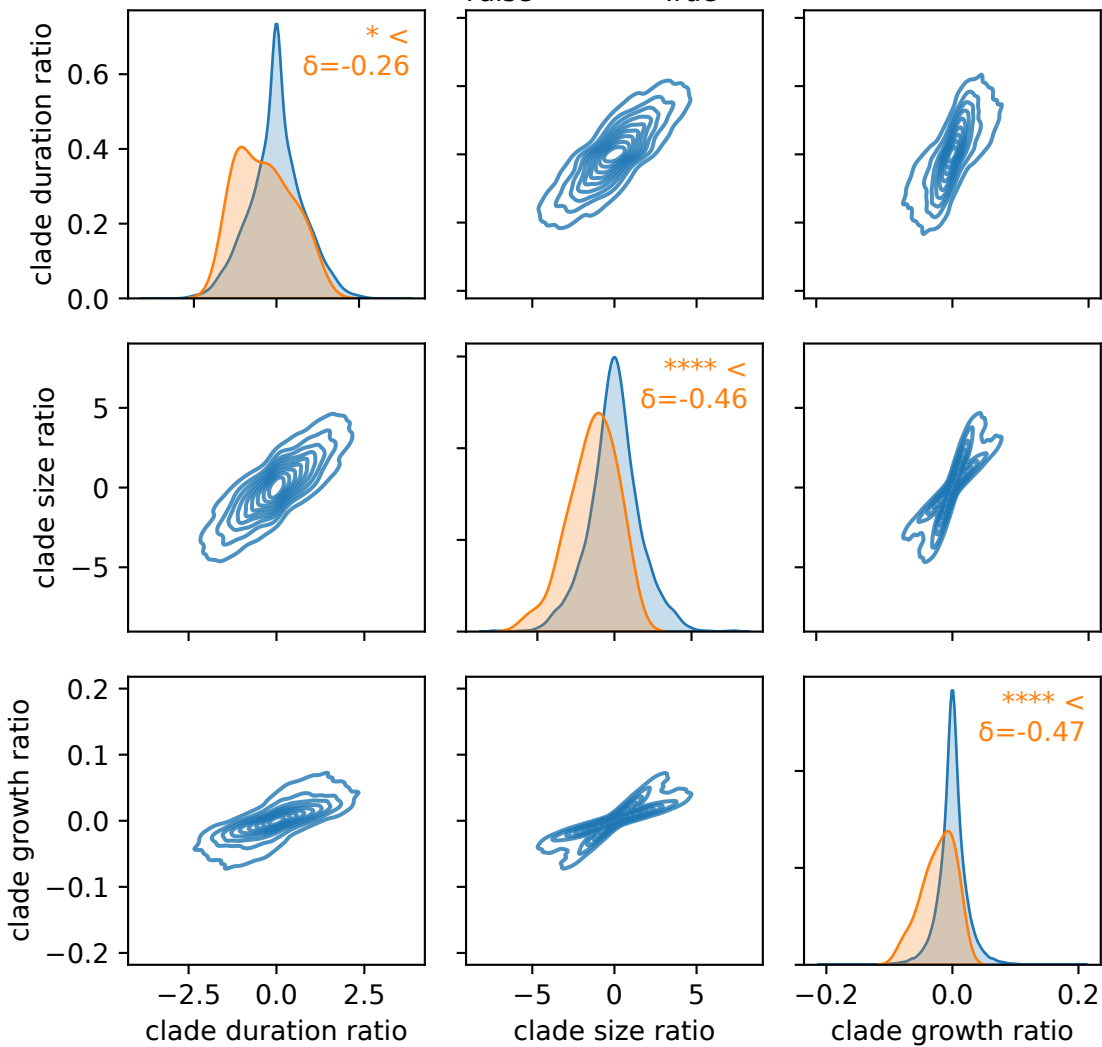 clade duration ratio
0.6
0.4
0.2
0.0
* <
δ=-0.26
clade size ratio
5
0
−5
**** <
δ=-0.46
clade growth ratio
0.2
0.1
0.0
−0.1
−0.2
**** <
δ=-0.47
−2.5 0.0 2.5
clade duration ratio
−5 0 5
clade size ratio
−0.2 0.0 0.2
clade growth ratio